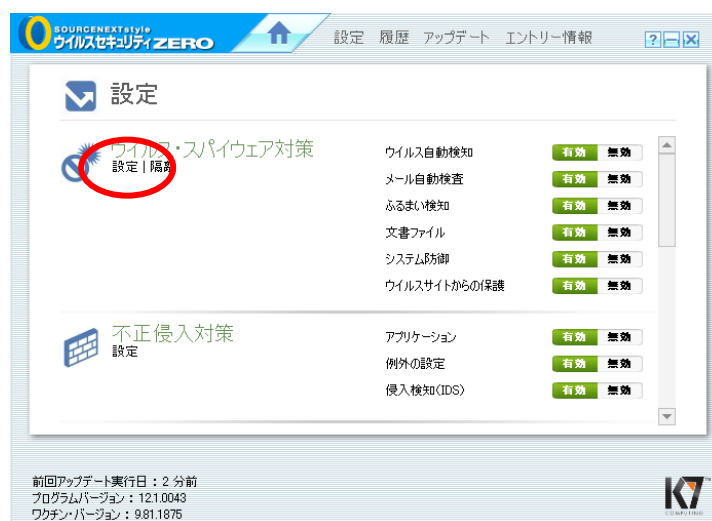 SOURCENEXTstyle
ウイルスセキュリティZERO
設定 履歴 アップデート エントリー情報
?
設定
ウイルス・スパイウェア対策
設定 | 隔離
ウイルス自動検知 有効 無効
メール自動検査 有効 無効
ふるまい検知 有効 無効
文書ファイル 有効 無効
システム防御 有効 無効
ウイルスサイトからの保護 有効 無効
不正侵入対策
設定
アプリケーション 有効 無効
例外の設定 有効 無効
侵入検知(IDS) 有効 無効
前回アップデート実行日 : 2 分前
プログラムバージョン : 12.1.0043
ワクチン・バージョン : 9.81.1875
K7
COMPUTING